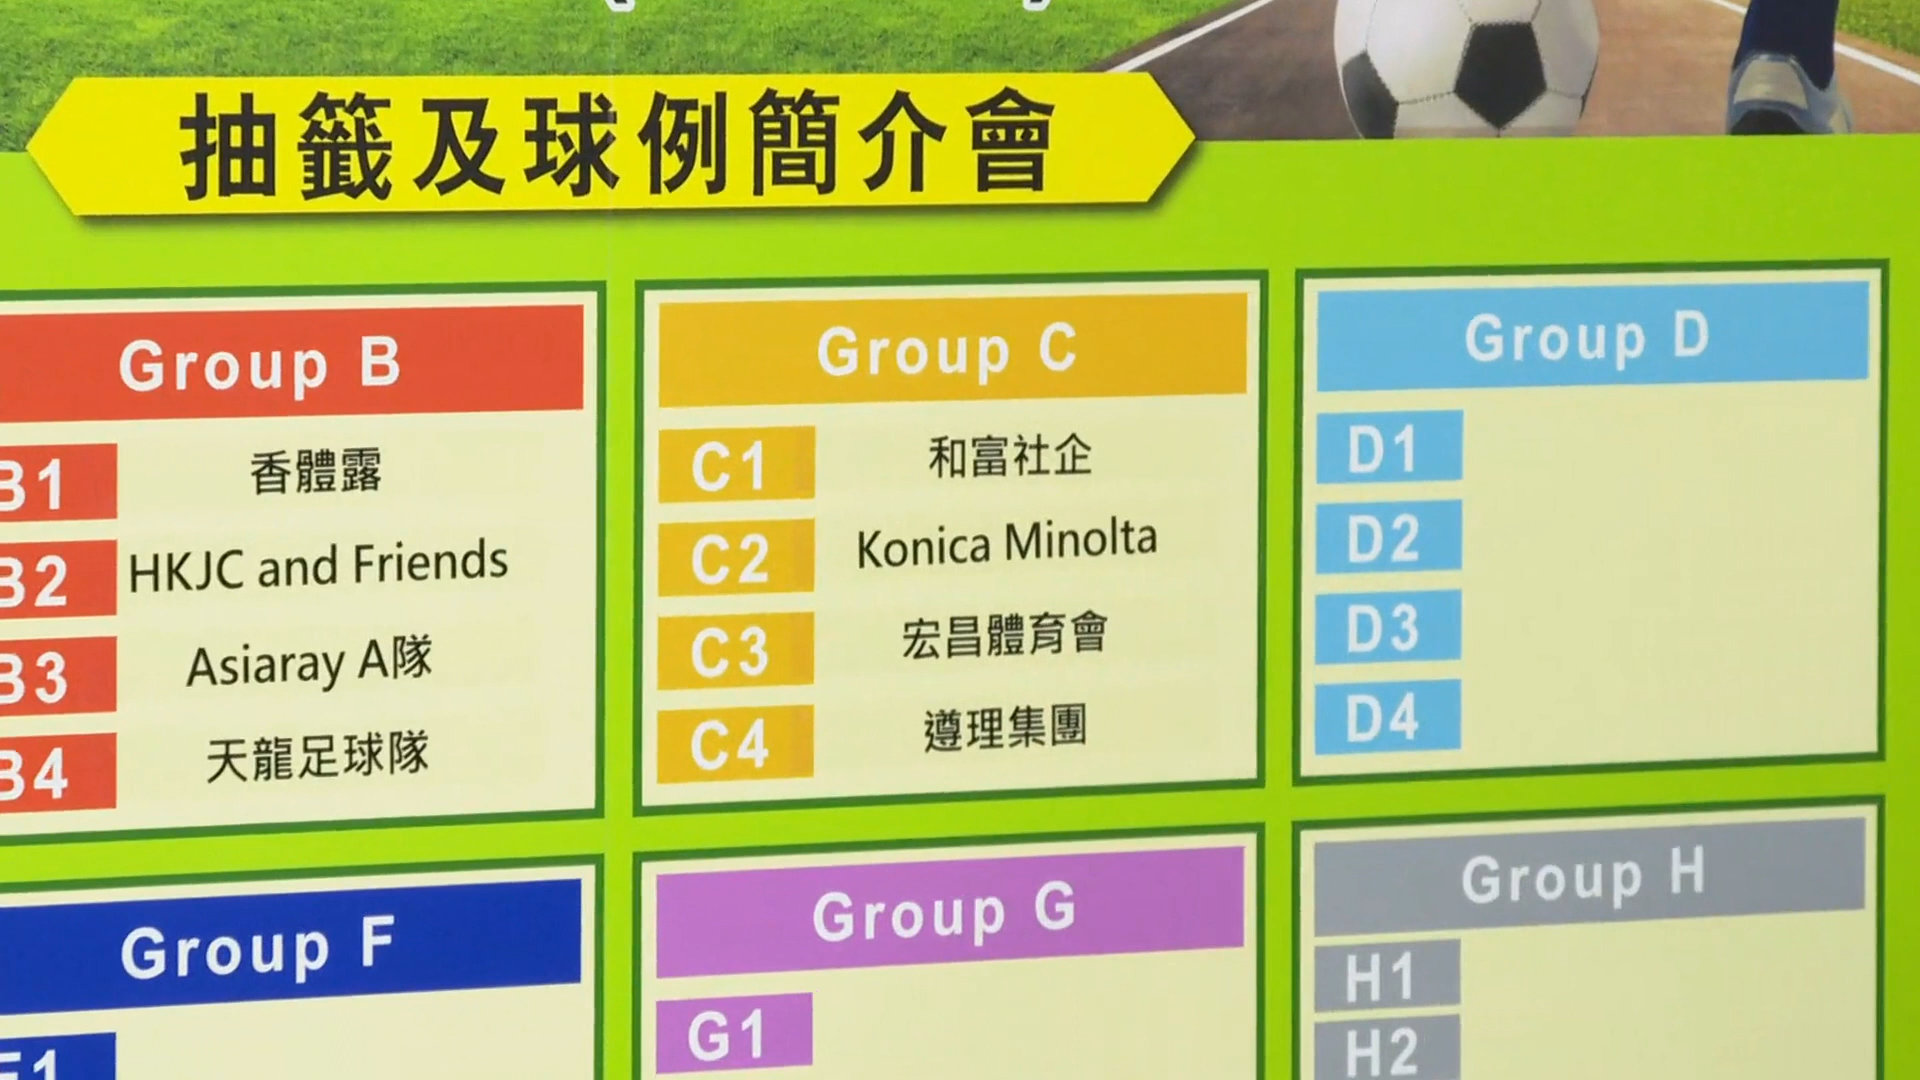 抽籤及球例簡介會
Group B
B1 香體露
B2 HKJC and Friends
B3 Asiaray A隊
B4 天龍足球隊
Group C
C1 和富社企
C2 Konica Minolta
C3 宏昌體育會
C4 遵理集團
Group D
D1
D2
D3
D4
Group F
F1
Group G
G1
Group H
H1
H2